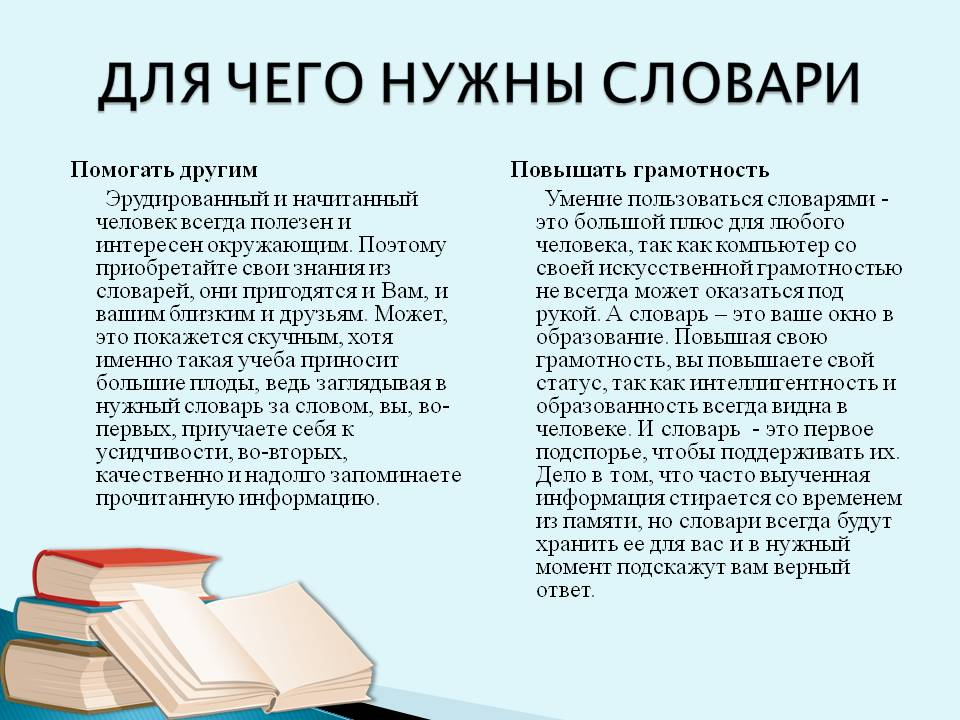 ДЛЯ ЧЕГО НУЖНЫ СЛОВАРИ
Помогать другим
Эрудированный и начитанный
человек всегда полезен и
интересен окружающим. Поэтому
приобретайте свои знания из
словарей, они пригодятся и Вам, и
вашим близким и друзьям. Может,
это покажется скучным, хотя
именно такая учеба приносит
большие плоды, ведь заглядывая в
нужный словарь за словом, вы, во-
первых, приучаете себя к
усидчивости, во-вторых,
качественно и надолго запоминаете
прочитанную информацию.
Повышать грамотность
Умение пользоваться словарями -
это большой плюс для любого
человека, так как компьютер со
своей искусственной грамотностью
не всегда может оказаться под
рукой. А словарь – это ваше окно в
образование. Повышая свою
грамотность, вы повышаете свой
статус, так как интеллигентность и
образованность всегда видна в
человеке. И словарь - это первое
подспорье, чтобы поддерживать их.
Дело в том, что часто выученная
информация стирается со временем
из памяти, но словари всегда будут
хранить ее для вас и в нужный
момент подскажут вам верный
ответ.